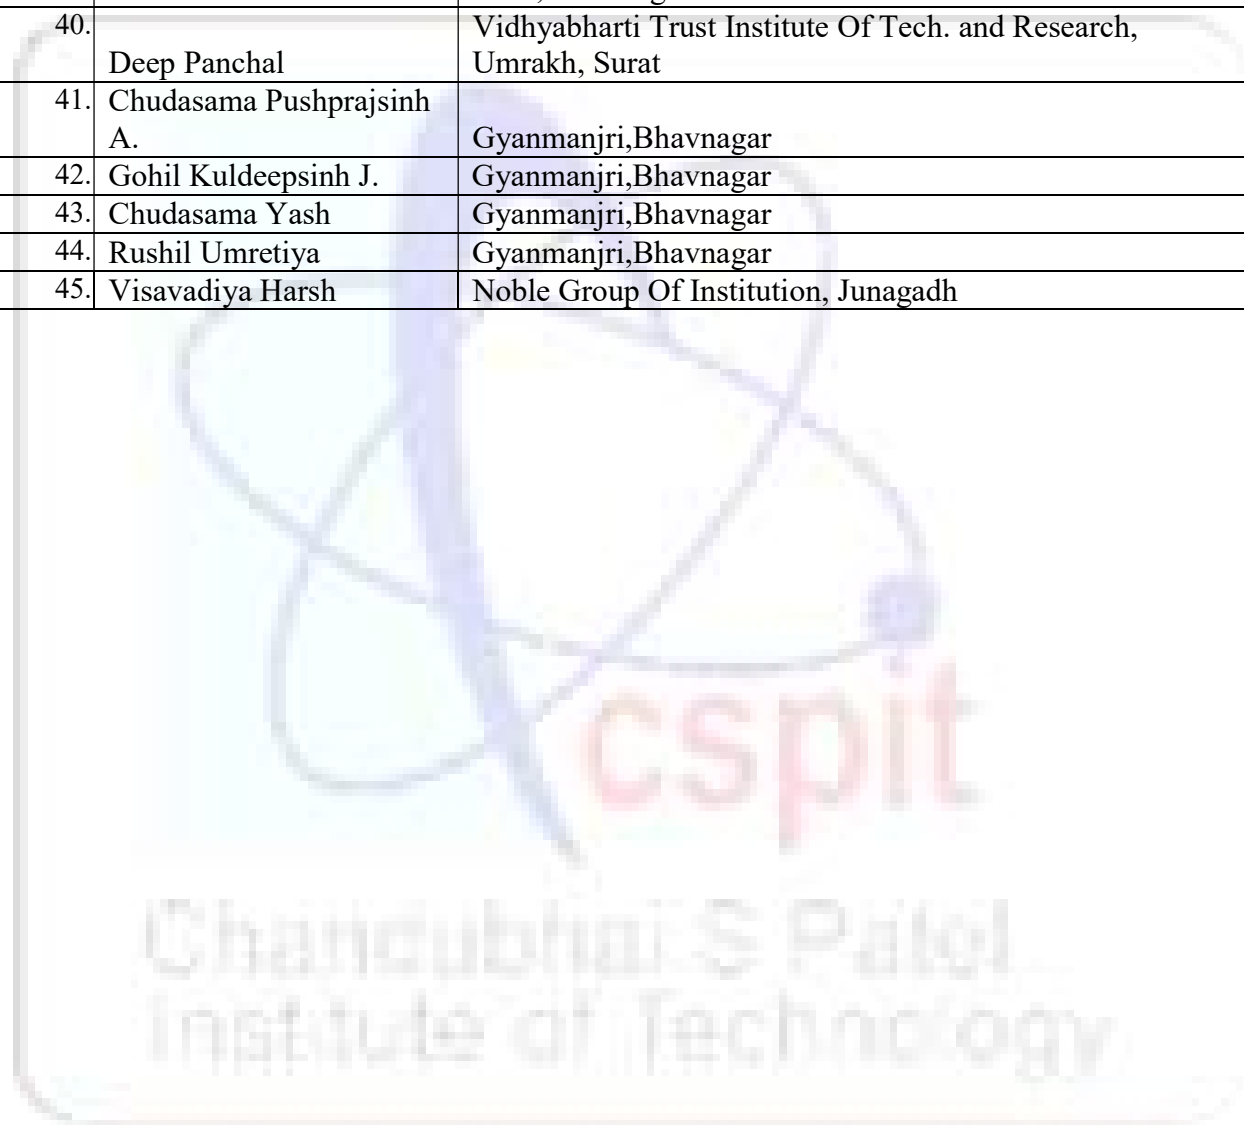 40.
Vidhyabharti Trust Institute Of Tech. and Research,
Deep Panchal
Umrakh, Surat
41. Chudasama Pushprajsinh
A.
Gyanmanjri,Bhavnagar
42. Gohil Kuldeepsinh J.
Gyanmanjri,Bhavnagar
43. Chudasama Yash
Gyanmanjri,Bhavnagar
44. Rushil Umretiya
Gyanmanjri,Bhavnagar
45. Visavadiya Harsh
Noble Group Of Institution, Junagadh
cspit
Chandubhai S Patel
Institute of Technology